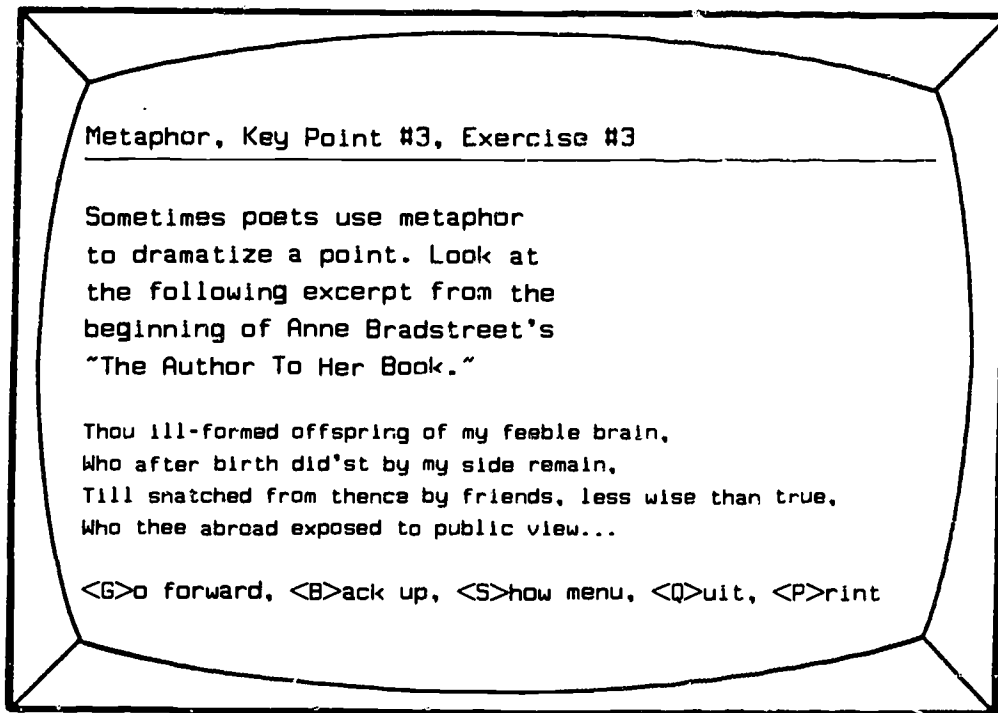 Metaphor, Key Point #3, Exercise #3
Sometimes poets use metaphor
to dramatize a point. Look at
the following excerpt from the
beginning of Anne Bradstreet's
"The Author To Her Book."
Thou ill-formed offspring of my feeble brain,
Who after birth did'st by my side remain,
Till snatched from thence by friends, less wise than true,
Who thee abroad exposed to public view...
<G>o forward, <B>ack up, <S>how menu, <Q>uit, <P>rint